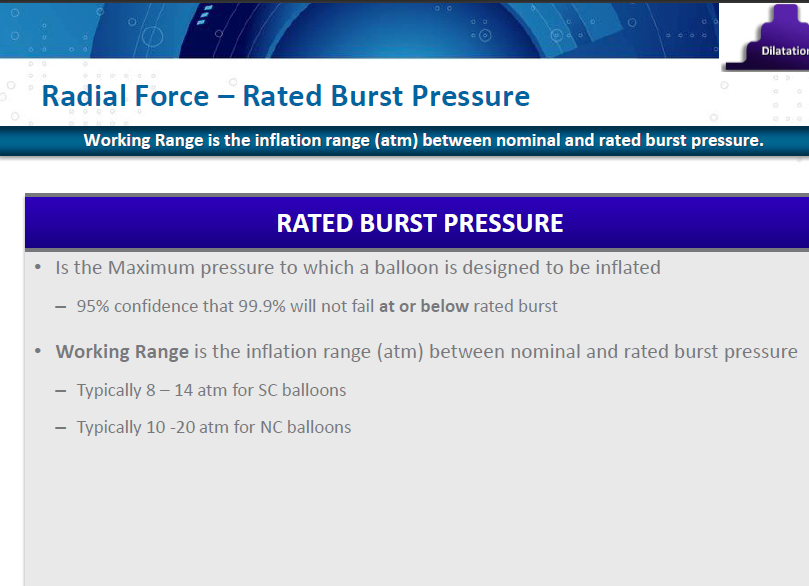 Dilatation
Radial Force – Rated Burst Pressure
Working Range is the inflation range (atm) between nominal and rated burst pressure.
RATED BURST PRESSURE
• Is the Maximum pressure to which a balloon is designed to be inflated
– 95% confidence that 99.9% will not fail at or below rated burst
• Working Range is the inflation range (atm) between nominal and rated burst pressure
– Typically 8 – 14 atm for SC balloons
– Typically 10 -20 atm for NC balloons